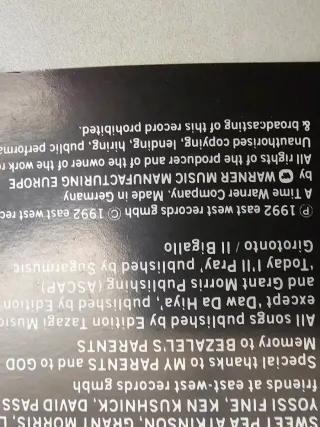 SWEET PEA ATKINSON, GRANT MORRIS,
YOSSI FINE, KEN KUSHNICK, DAVID PASS
friends east-west records gmbh
Special thanks to MY PARENTS and to GOD
Memory to BEZALEL'S PARENTS
All songs published by Edition Tazagi Music
except 'Daw Da Hiya', published by Edition
and Grant Morris Publishing (ASCAP)
'Today I'll Pray', published by Sugarmusic
Girotonto / Il Bigallo
℗ 1992 east west records gmbh © 1992 east west rec
A Time Warner Company. Made in Germany
by WARNER MUSIC MANUFACTURING EUROPE
All rights of the producer and of the owner of the work r
Unauthorised copying, lending, hiring, public performa
& broadcasting of this record prohibited.